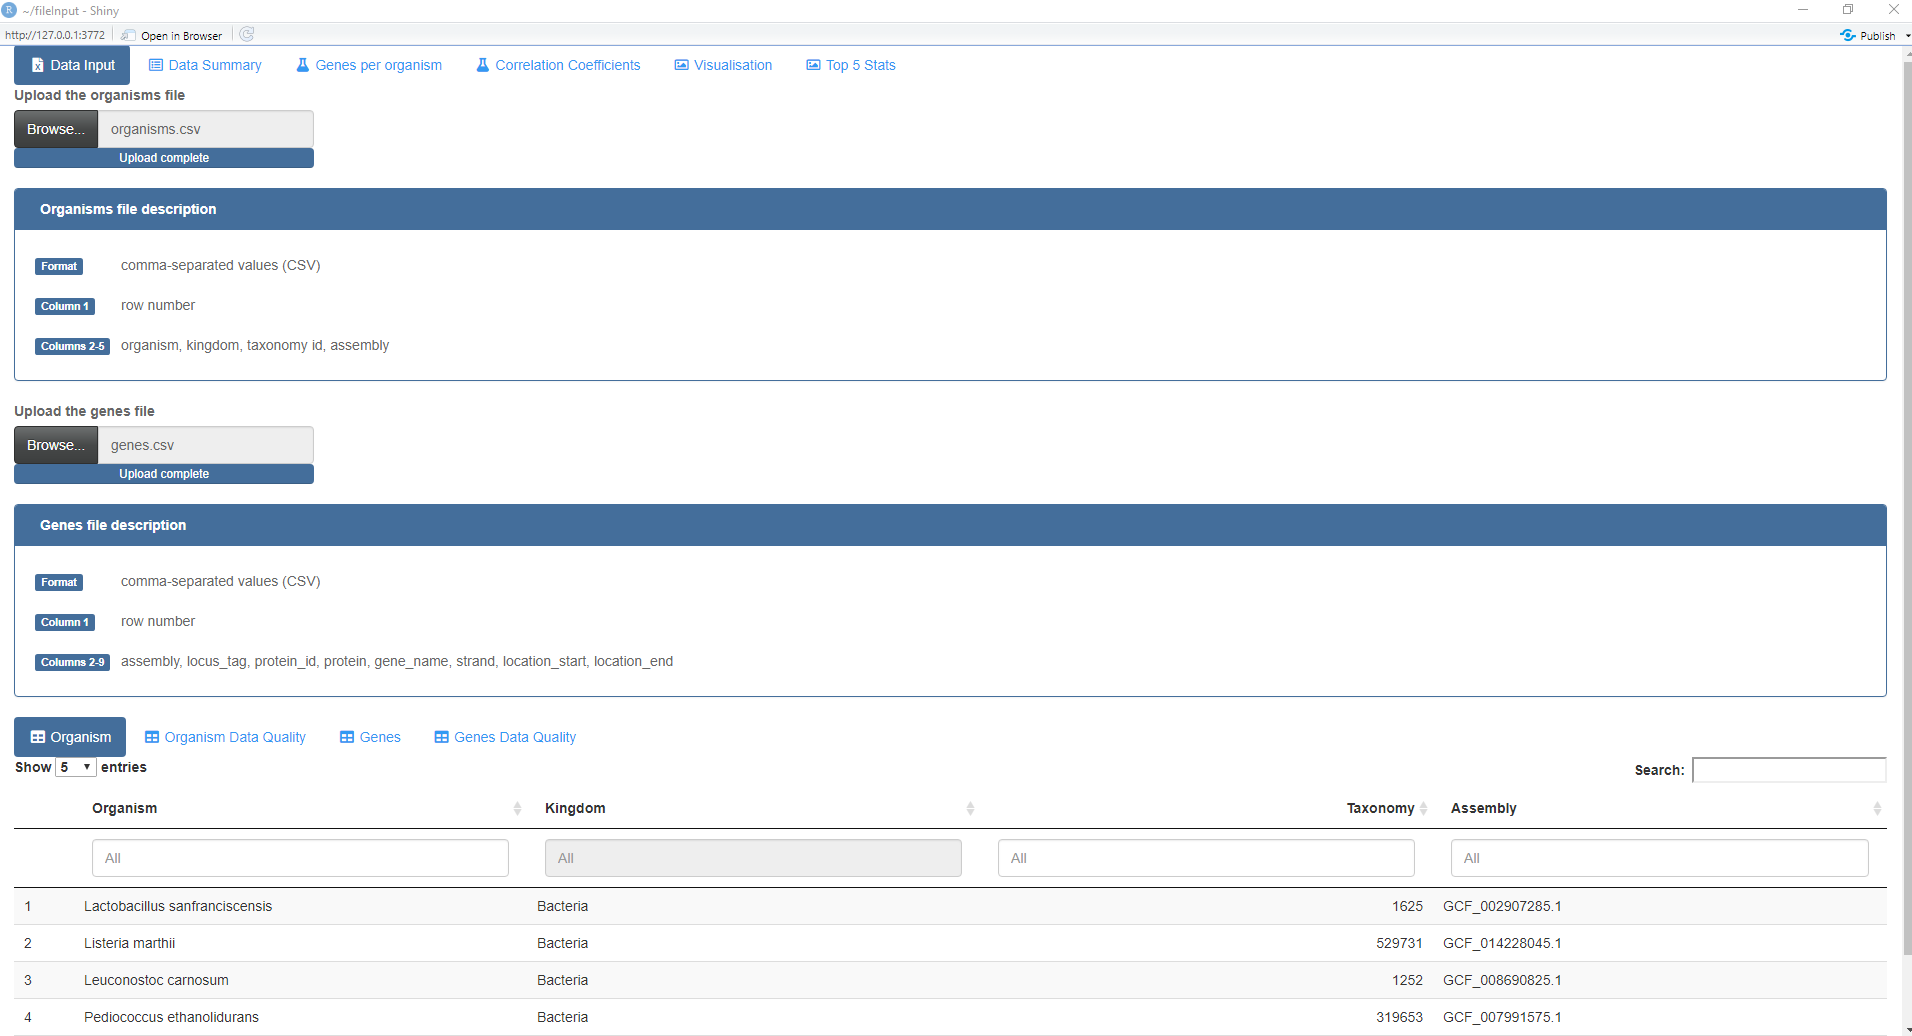 R ~/fileInput - Shiny
http://127.0.0.1:3772 Open in Browser Publish
Data Input Data Summary Genes per organism Correlation Coefficients Visualisation Top 5 Stats
Upload the organisms file
Browse... organisms.csv
Upload complete
Organisms file description
Format comma-separated values (CSV)
Column 1 row number
Columns 2-5 organism, kingdom, taxonomy id, assembly
Upload the genes file
Browse... genes.csv
Upload complete
Genes file description
Format comma-separated values (CSV)
Column 1 row number
Columns 2-9 assembly, locus_tag, protein_id, protein, gene_name, strand, location_start, location_end
Organism Organism Data Quality Genes Genes Data Quality
Show 5 entries Search:
Organism Kingdom Taxonomy Assembly
All All All All
1 Lactobacillus sanfranciscensis Bacteria 1625 GCF_002907285.1
2 Listeria marthii Bacteria 529731 GCF_014228045.1
3 Leuconostoc carnosum Bacteria 1252 GCF_008690825.1
4 Pediococcus ethanolidurans Bacteria 319653 GCF_007991575.1